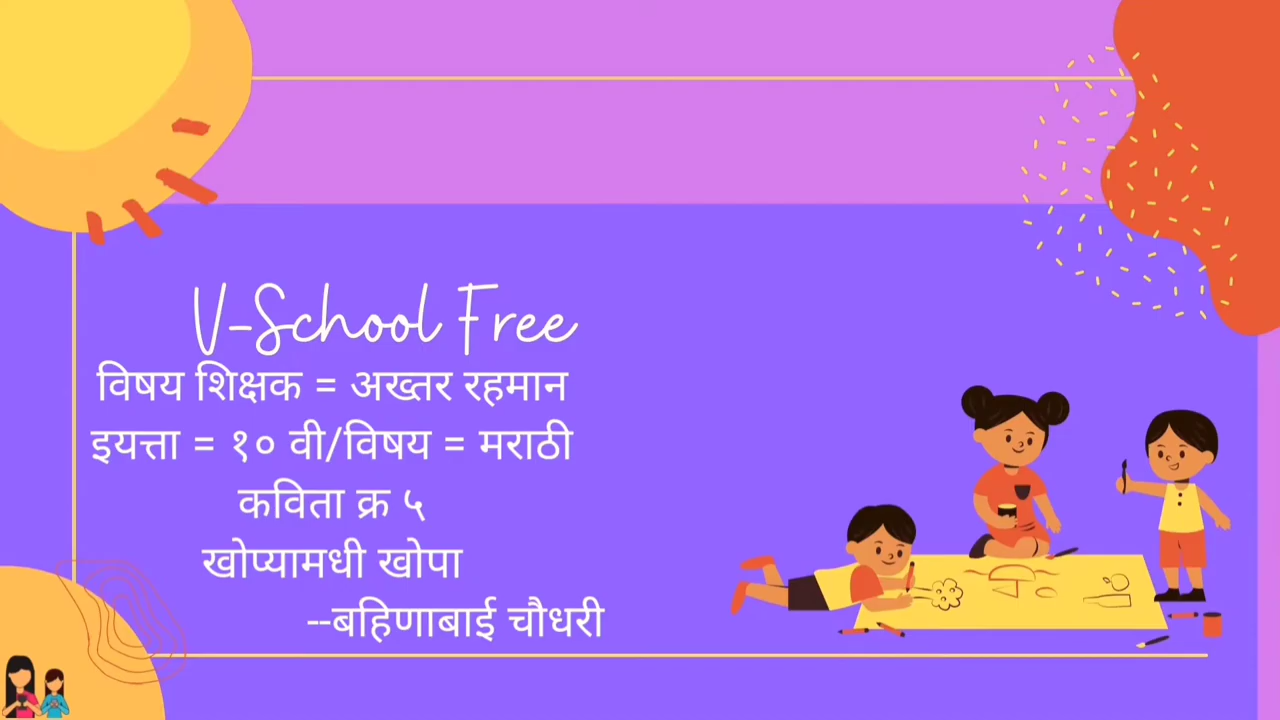 V-School Free
विषय शिक्षक = अख्तर रहमान
इयत्ता = १० वी/विषय = मराठी
कविता क्र ५
खोप्यामधी खोपा
--बहिणाबाई चौधरी